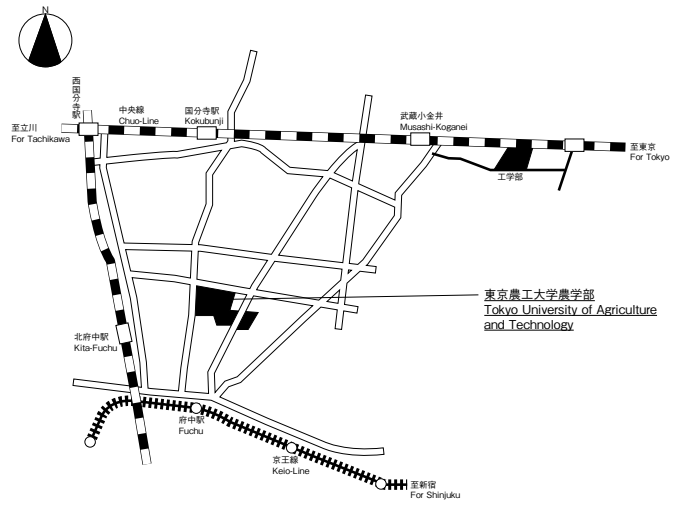 N
西国分寺駅
中央線
Chuo-Line
国分寺駅
Kokubunji
武蔵小金井
Musashi-Koganei
至立川
For Tachikawa
至東京
For Tokyo
工学部
東京農工大学農学部
Tokyo University of Agriculture
and Technology
北府中駅
Kita-Fuchu
府中駅
Fuchu
京王線
Keio-Line
至新宿
For Shinjuku